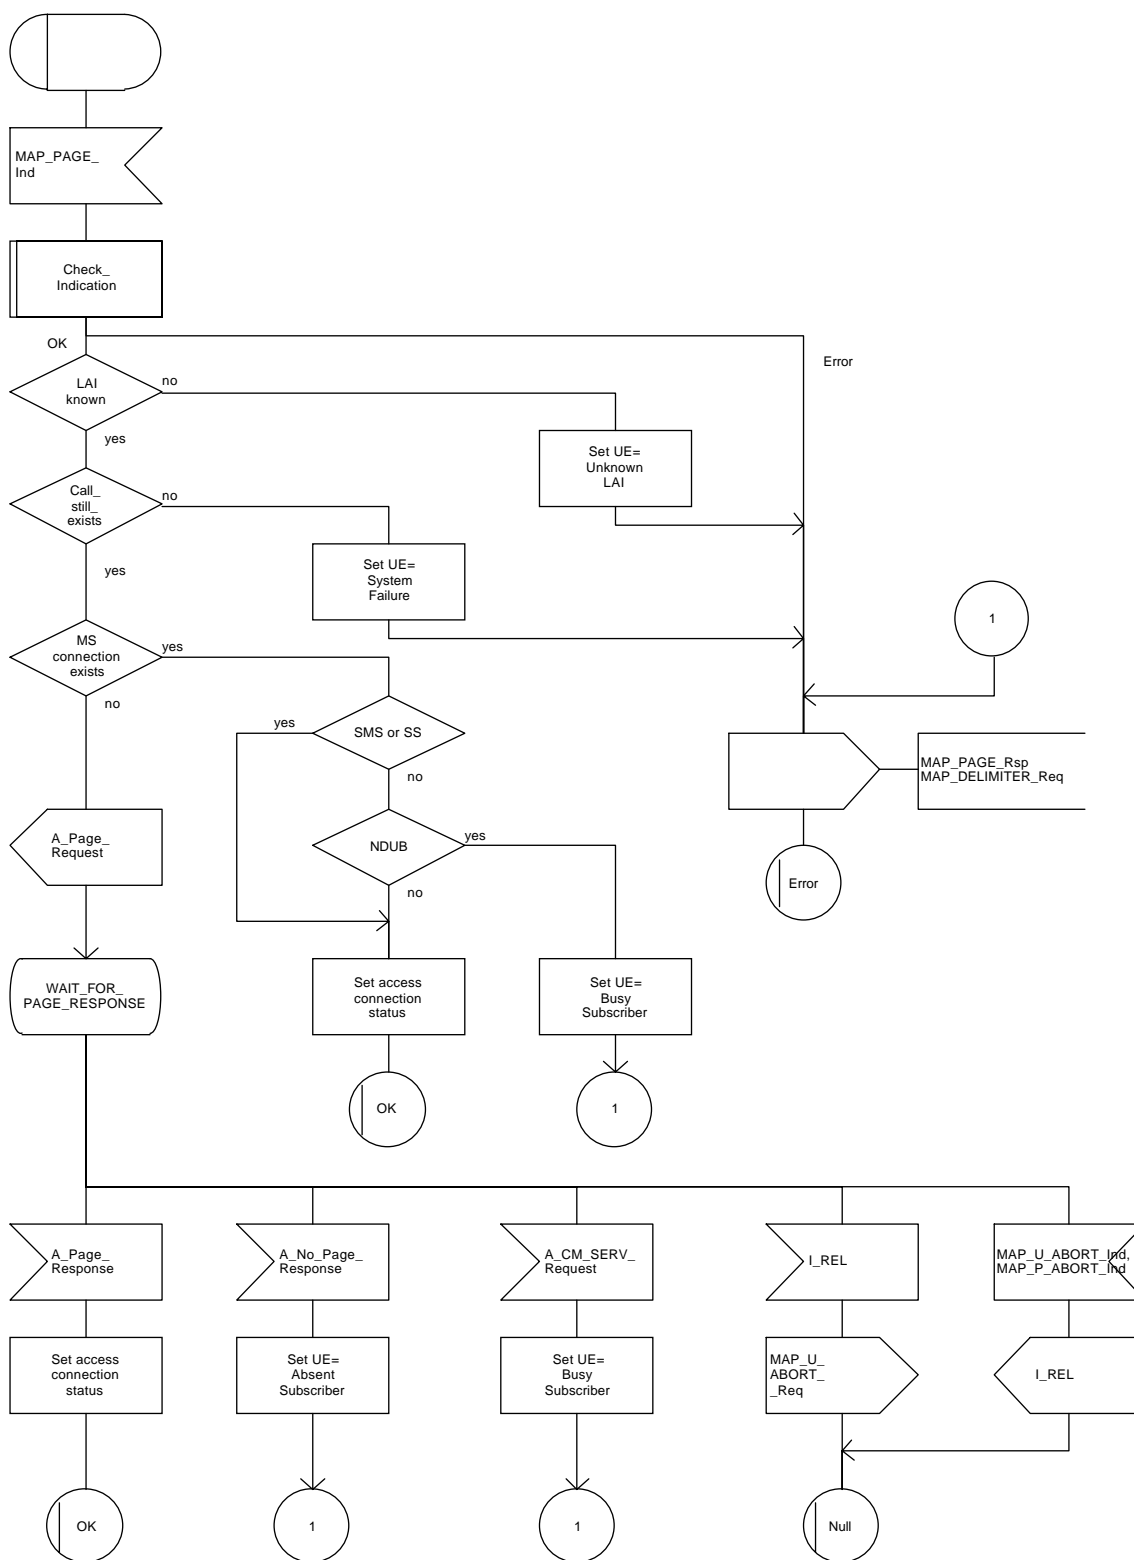 MAP_PAGE_
Ind
Check_
Indication
OK
Error
LAI
known
no
yes
Set UE=
Unknown
LAI
Call_
still_
exists
no
yes
Set UE=
System
Failure
1
MS
connection
exists
yes
no
SMS or SS
yes
no
MAP_PAGE_Rsp
MAP_DELIMITER_Req
A_Page_
Request
NDUB
yes
no
Error
WAIT_FOR_
PAGE_RESPONSE
Set access
connection
status
Set UE=
Busy
Subscriber
OK
1
A_Page_
Response
A_No_Page_
Response
A_CM_SERV_
Request
I_REL
MAP_U_ABORT_Ind,
MAP_P_ABORT_Ind
Set access
connection
status
Set UE=
Absent
Subscriber
Set UE=
Busy
Subscriber
MAP_U_
ABORT_
_Req
I_REL
OK
1
1
Null